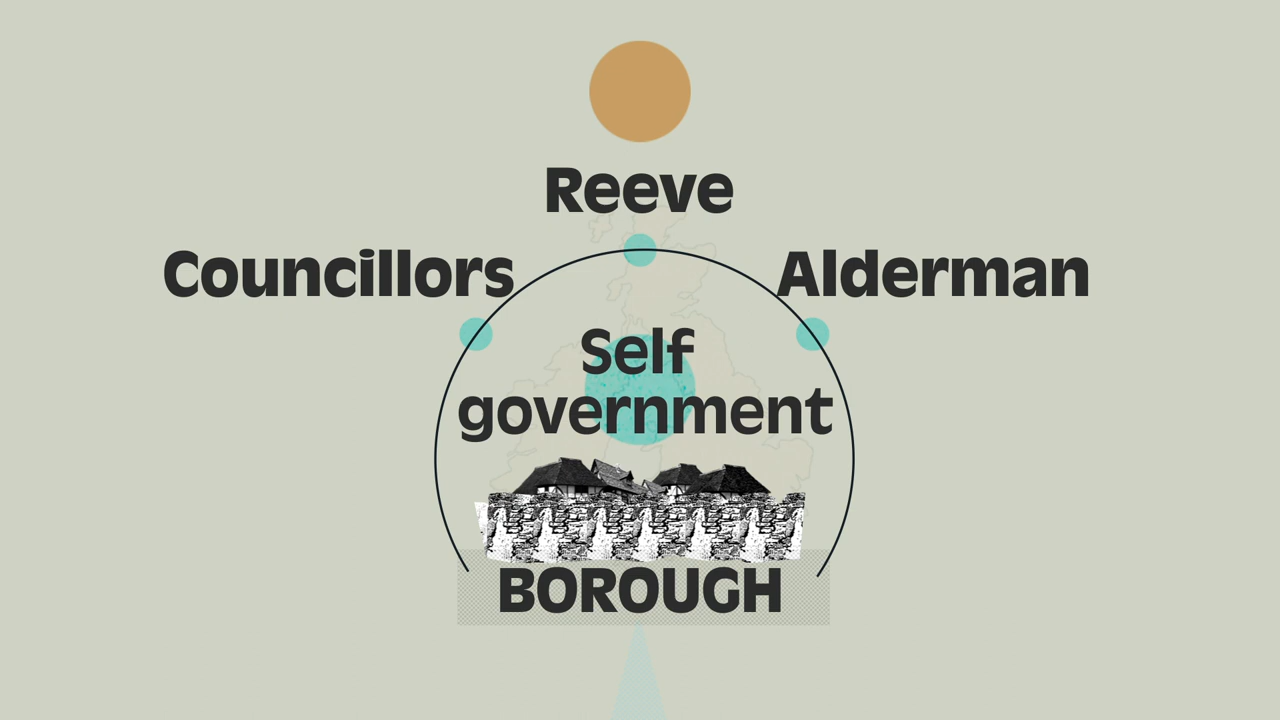 Reeve
Councillors
Alderman
Self
government
BOROUGH